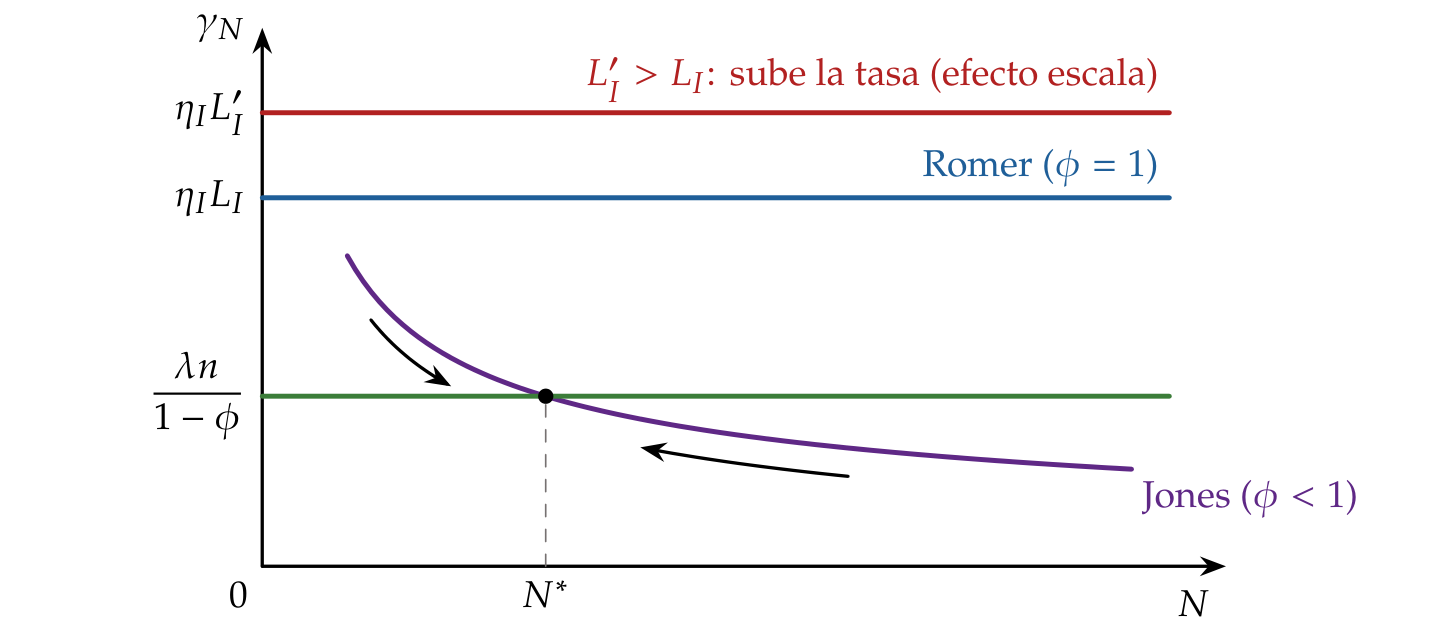 γ_N
L′_I > L_I: sube la tasa (efecto escala)
η_I L′_I
Romer (ϕ = 1)
η_I L_I
λn
1 − ϕ
Jones (ϕ < 1)
0
N*
N